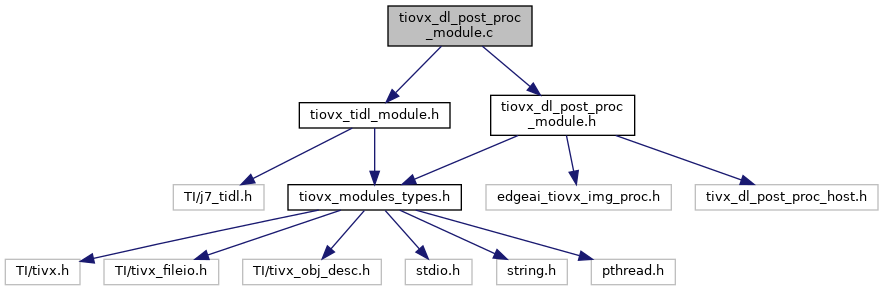 tiovx_dl_post_proc
_module.c
tiovx_tidl_module.h
tiovx_dl_post_proc
_module.h
TI/j7_tidl.h
tiovx_modules_types.h
edgeai_tiovx_img_proc.h
tivx_dl_post_proc_host.h
TI/tivx.h
TI/tivx_fileio.h
TI/tivx_obj_desc.h
stdio.h
string.h
pthread.h